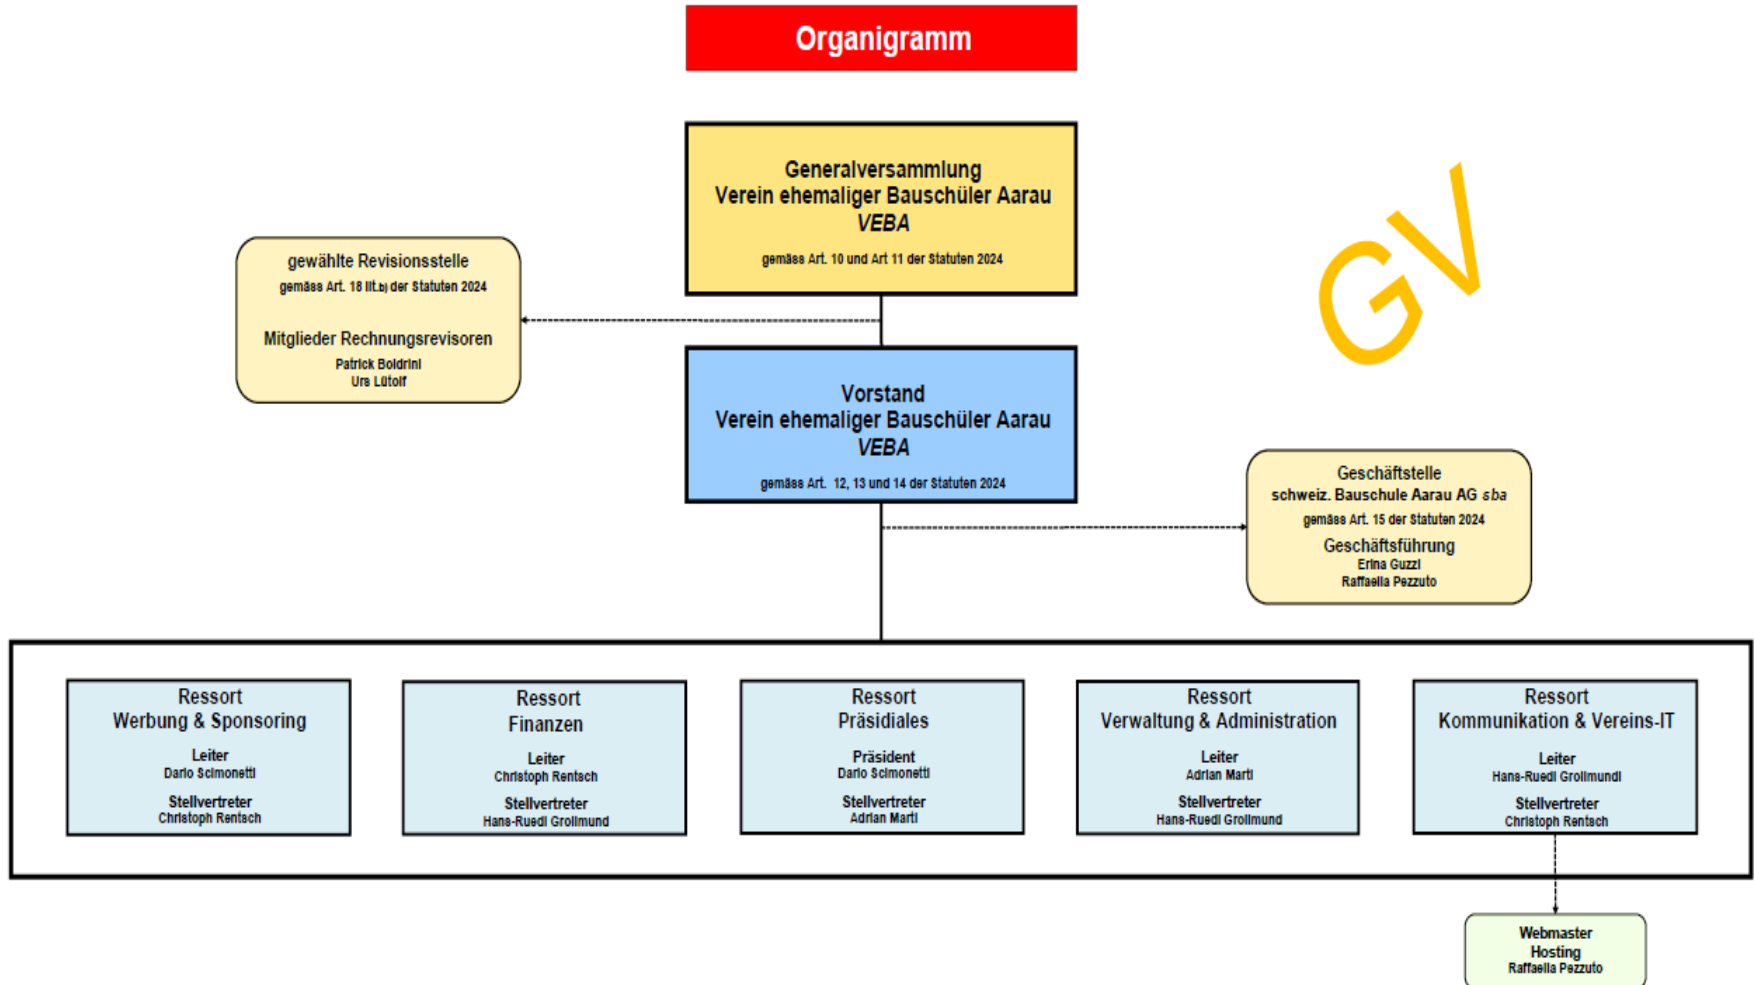 Organigramm
Generalversammlung
Verein ehemaliger Bauschüler Aarau
VEBA
gemäss Art. 10 und Art 11 der Statuten 2024
GV
gewählte Revisionsstelle
gemäss Art. 18 lit.b) der Statuten 2024
Mitglieder Rechnungsrevisoren
Patrick Boldrini
Urs Lütolf
Vorstand
Verein ehemaliger Bauschüler Aarau
VEBA
gemäss Art. 12, 13 und 14 der Statuten 2024
Geschäftstelle
schweiz. Bauschule Aarau AG sba
gemäss Art. 15 der Statuten 2024
Geschäftsführung
Erina Guzzi
Raffaella Pezzuto
Ressort
Werbung & Sponsoring
Leiter
Dario Scimonetti
Stellvertreter
Christoph Rentsch
Ressort
Finanzen
Leiter
Christoph Rentsch
Stellvertreter
Hans-Ruedi Grollmund
Ressort
Präsidiales
Präsident
Dario Scimonetti
Stellvertreter
Adrian Marti
Ressort
Verwaltung & Administration
Leiter
Adrian Marti
Stellvertreter
Hans-Ruedi Grollmund
Ressort
Kommunikation & Vereins-IT
Leiter
Hans-Ruedi Grollmundl
Stellvertreter
Christoph Rentsch
Webmaster
Hosting
Raffaella Pezzuto